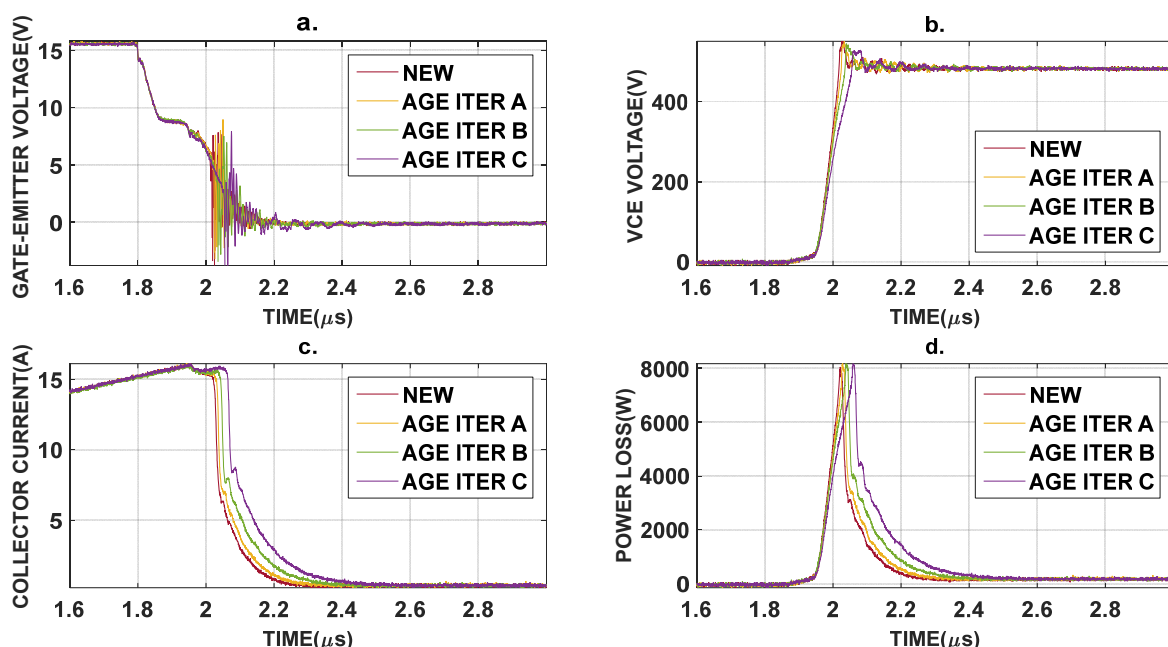 a.
GATE-EMITTER VOLTAGE(V)
15
10
5
0
NEW
AGE ITER A
AGE ITER B
AGE ITER C
1.6 1.8 2 2.2 2.4 2.6 2.8
TIME(μs)
b.
VCE VOLTAGE(V)
400
200
0
NEW
AGE ITER A
AGE ITER B
AGE ITER C
1.6 1.8 2 2.2 2.4 2.6 2.8
TIME(μs)
c.
COLLECTOR CURRENT(A)
15
10
5
NEW
AGE ITER A
AGE ITER B
AGE ITER C
1.6 1.8 2 2.2 2.4 2.6 2.8
TIME(μs)
d.
POWER LOSS(W)
8000
6000
4000
2000
0
NEW
AGE ITER A
AGE ITER B
AGE ITER C
1.6 1.8 2 2.2 2.4 2.6 2.8
TIME(μs)